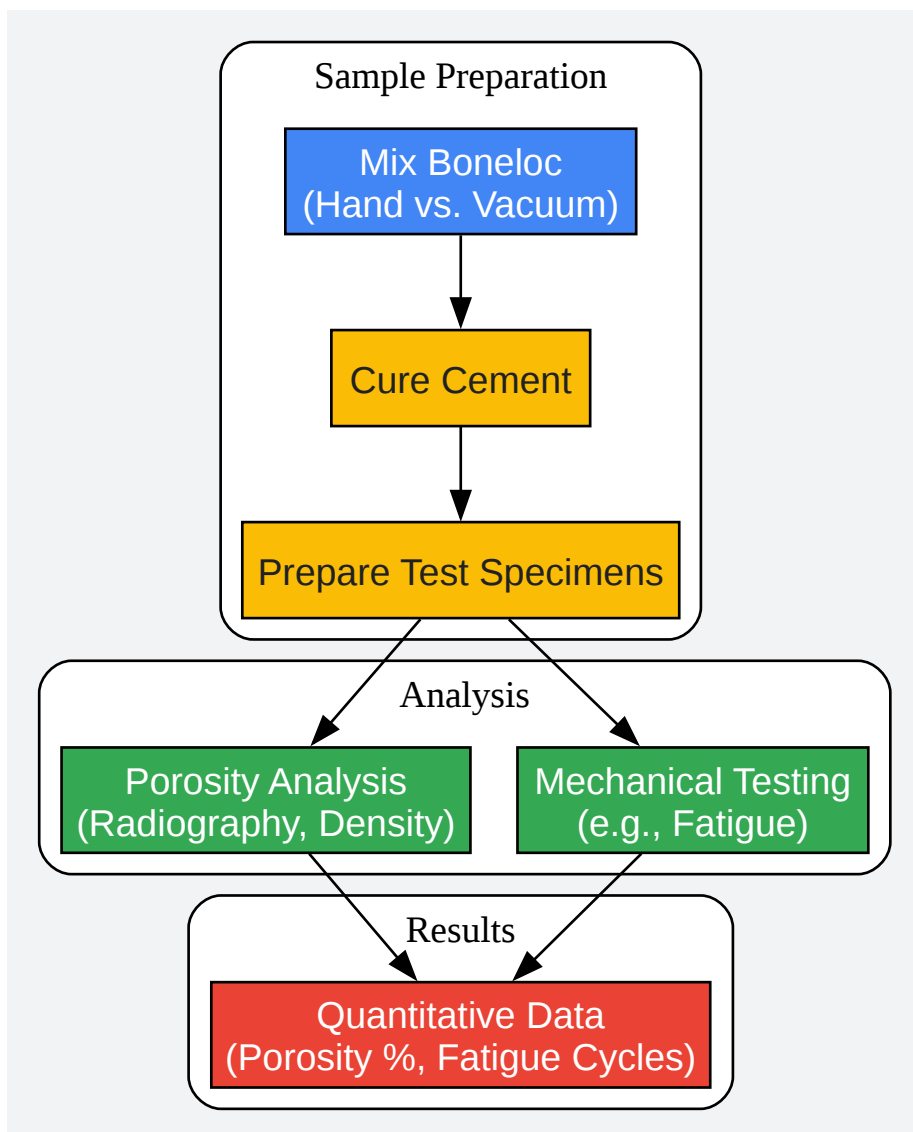 Sample Preparation
Mix Boneloc
(Hand vs. Vacuum)
Cure Cement
Prepare Test Specimens
Analysis
Porosity Analysis
(Radiography, Density)
Mechanical Testing
(e.g., Fatigue)
Results
Quantitative Data
(Porosity %, Fatigue Cycles)